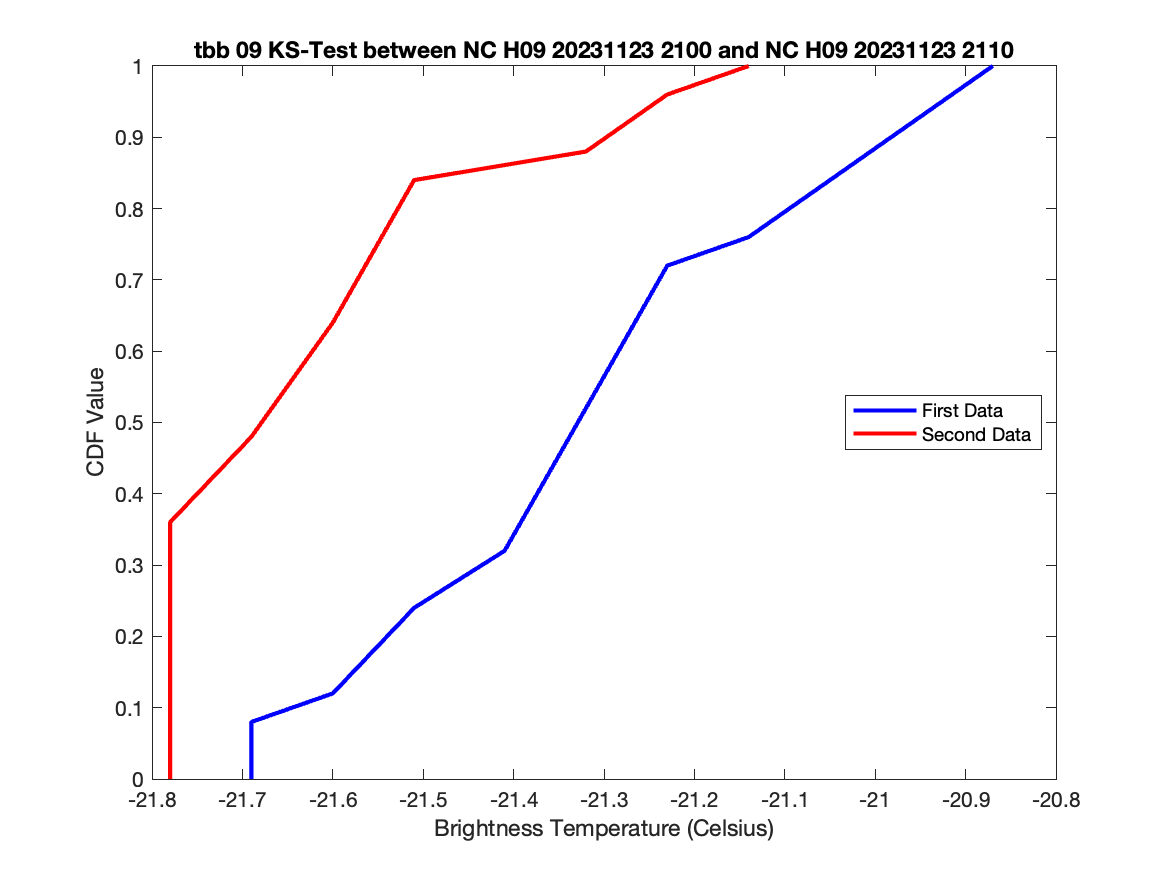 tbb 09 KS-Test between NC H09 20231123 2100 and NC H09 20231123 2110
1
0.9
0.8
0.7
0.6
0.5
0.4
0.3
0.2
0.1
0
CDF Value
First Data
Second Data
-21.8 -21.7 -21.6 -21.5 -21.4 -21.3 -21.2 -21.1 -21 -20.9 -20.8
Brightness Temperature (Celsius)